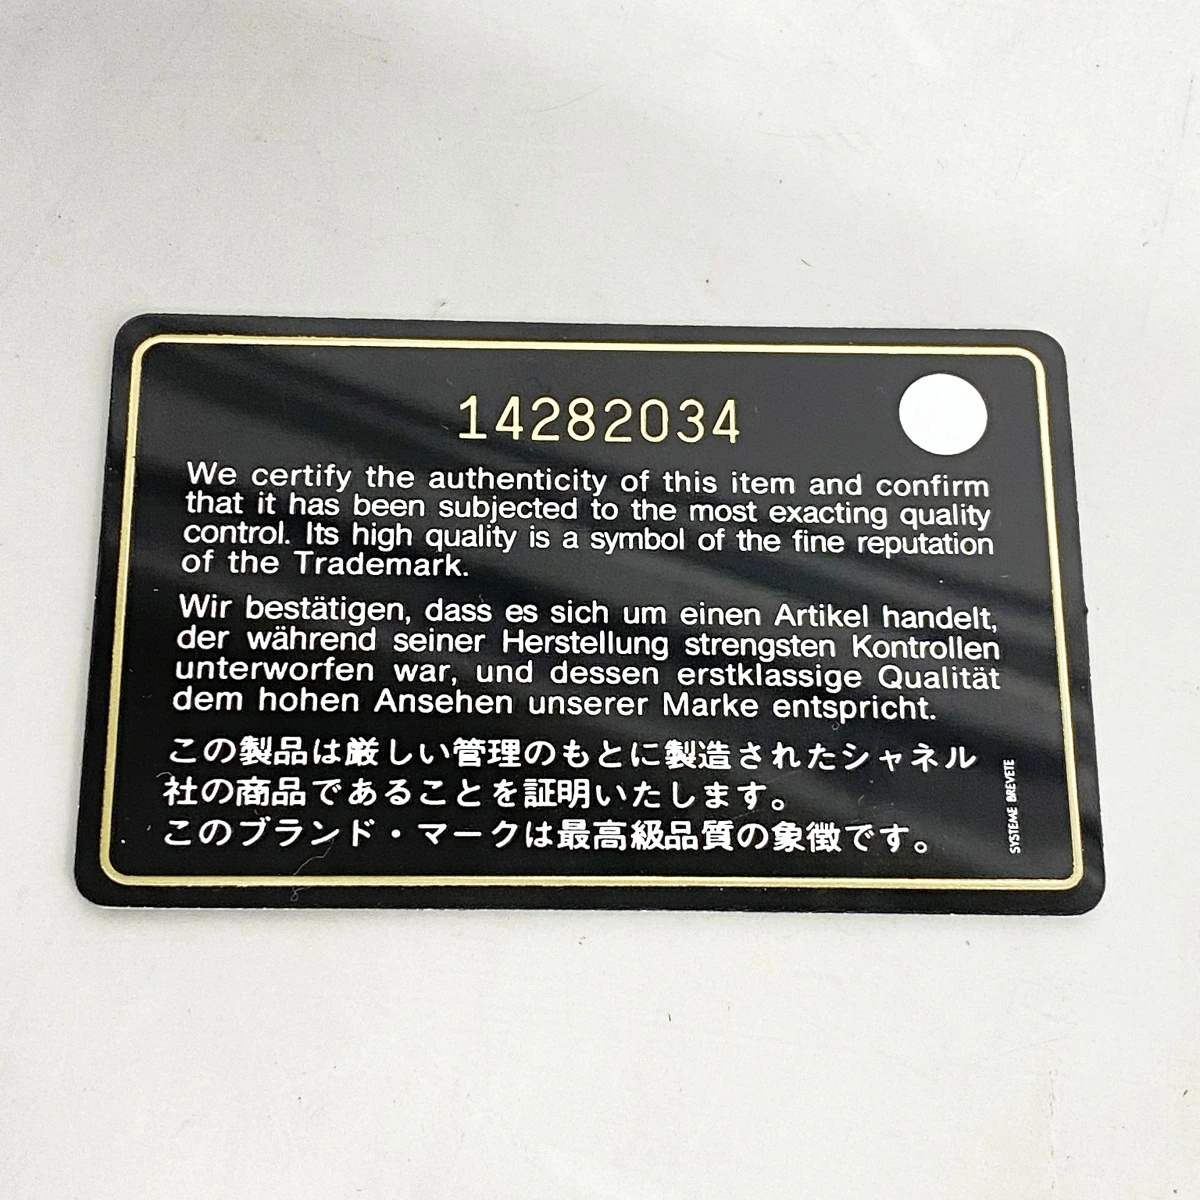 14282034
We certify the authenticity of this item and confirm
that it has been subjected to the most exacting quality
control. Its high quality is a symbol of the fine reputation
of the Trademark.
Wir bestätigen, dass es sich um einen Artikel handelt,
der während seiner Herstellung strengsten Kontrollen
unterworfen war, und dessen erstklassige Qualität
dem hohen Ansehen unserer Marke entspricht.
この製品は厳しい管理のもとに製造されたシャネル
社の商品であることを証明いたします。
このブランド・マークは最高級品質の象徴です。
SYSTEME BREVETE